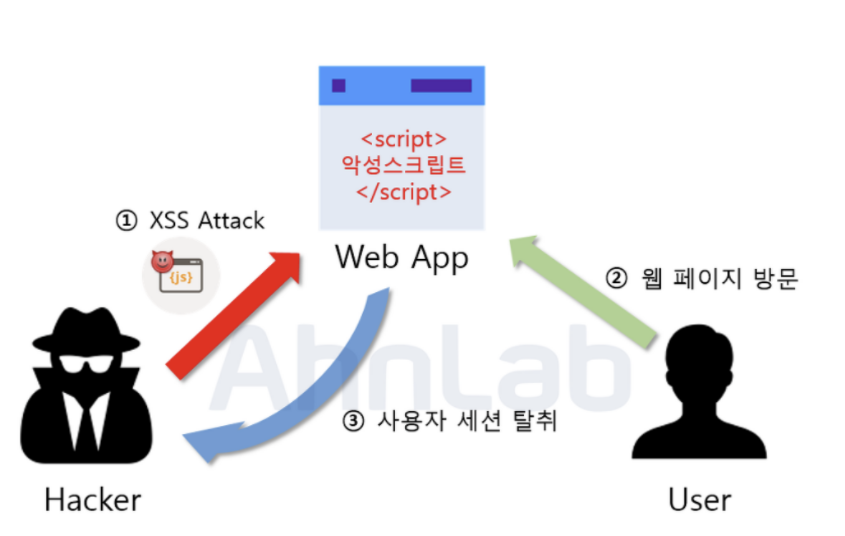 <script>
악성스크립트
</script>
① XSS Attack
{js}
Web App
② 웹 페이지 방문
AhnLab
③ 사용자 세션 탈취
Hacker
User